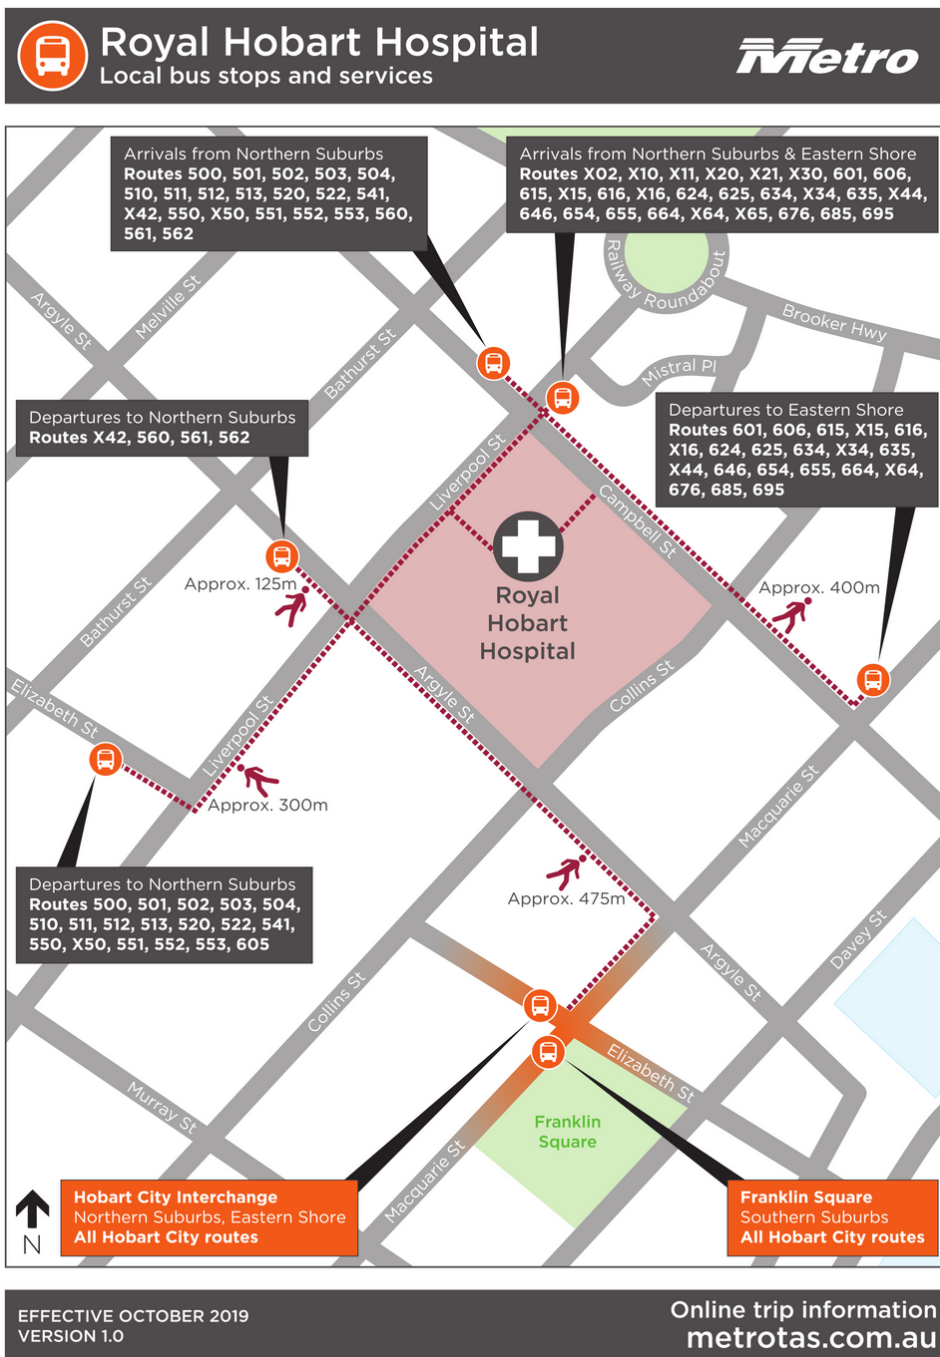 Royal Hobart Hospital
Local bus stops and services
Metro
Arrivals from Northern Suburbs
Routes 500, 501, 502, 503, 504,
510, 511, 512, 513, 520, 522, 541,
X42, 550, X50, 551, 552, 553, 560,
561, 562
Arrivals from Northern Suburbs & Eastern Shore
Routes X02, X10, X11, X20, X21, X30, 601, 606,
615, X15, 616, X16, 624, 625, 634, X34, 635, X44,
646, 654, 655, 664, X64, X65, 676, 685, 695
Railway Roundabout
Argyle St
Melville St
Bathurst St
Brooker Hwy
Mistral Pl
Departures to Northern Suburbs
Routes X42, 560, 561, 562
Departures to Eastern Shore
Routes 601, 606, 615, X15, 616,
X16, 624, 625, 634, X34, 635,
X44, 646, 654, 655, 664, X64,
676, 685, 695
Liverpool St
Campbell St
Approx. 125m
Approx. 400m
Royal
Hobart
Hospital
Bathurst St
Elizabeth St
Liverpool St
Argyle St
Collins St
Approx. 300m
Macquarie St
Departures to Northern Suburbs
Routes 500, 501, 502, 503, 504,
510, 511, 512, 513, 520, 522, 541,
550, X50, 551, 552, 553, 605
Approx. 475m
Davey St
Argyle St
Collins St
Elizabeth St
Murray St
Franklin
Square
Macquarie St
N
Hobart City Interchange
Northern Suburbs, Eastern Shore
All Hobart City routes
Franklin Square
Southern Suburbs
All Hobart City routes
EFFECTIVE OCTOBER 2019
VERSION 1.0
Online trip information
metrotas.com.au